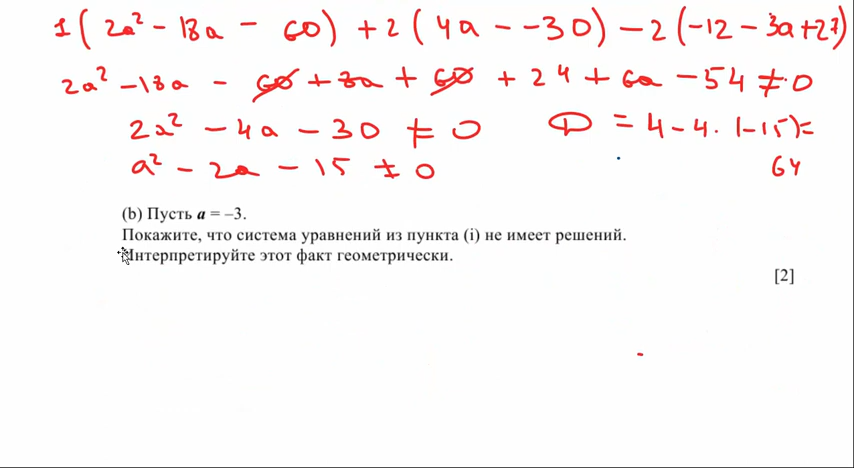 1 ( 2a² - 18a - 60 ) + 2 ( 4a - -30 ) - 2 ( -12 - 3a + 27 )
2a² - 18a - 60 + 8a + 60 + 24 + 6a - 54 ≠ 0
2a² - 4a - 30 ≠ 0 D = 4 - 4 · (-15) =
a² - 2a - 15 ≠ 0 64
(b) Пусть a = –3.
Покажите, что система уравнений из пункта (i) не имеет решений.
Интерпретируйте этот факт геометрически.
[2]